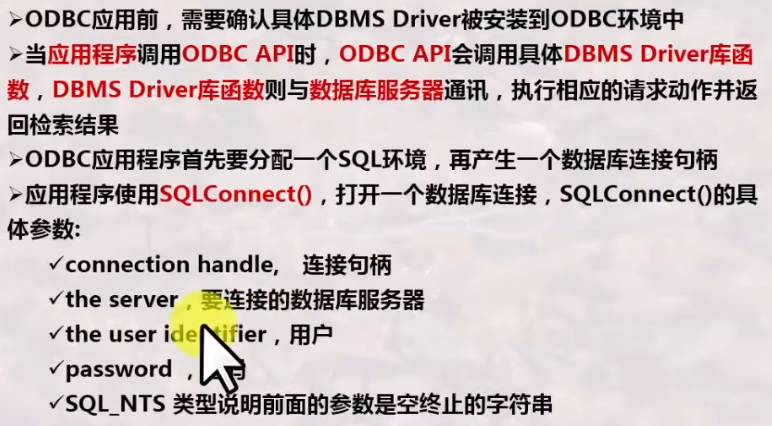 ➢ODBC应用前，需要确认具体DBMS Driver被安装到ODBC环境中
➢当应用程序调用ODBC API时，ODBC API会调用具体DBMS Driver库函
数，DBMS Driver库函数则与数据库服务器通讯，执行相应的请求动作并返
回检索结果
➢ODBC应用程序首先要分配一个SQL环境，再产生一个数据库连接句柄
➢应用程序使用SQLConnect()，打开一个数据库连接，SQLConnect()的具
体参数:
✓connection handle, 连接句柄
✓the server，要连接的数据库服务器
✓the user identifier，用户
✓password ，
✓SQL_NTS 类型说明前面的参数是空终止的字符串